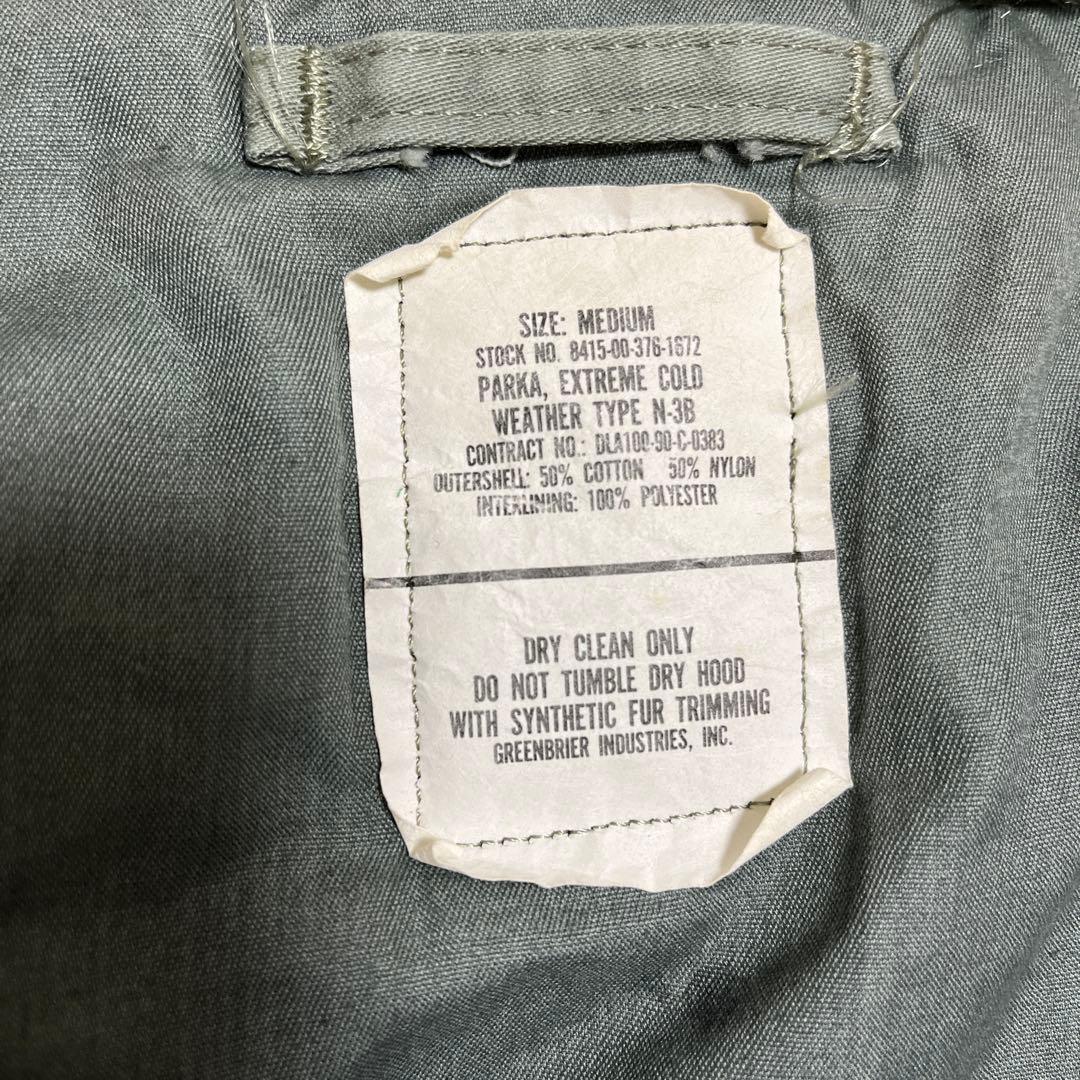 SIZE: MEDIUM
STOCK NO. 8415-00-376-1672
PARKA, EXTREME COLD
WEATHER TYPE N-3B
CONTRACT NO.: DLA100-90-C-0383
OUTERSHELL: 50% COTTON 50% NYLON
INTERLINING: 100% POLYESTER
DRY CLEAN ONLY
DO NOT TUMBLE DRY HOOD
WITH SYNTHETIC FUR TRIMMING
GREENBRIER INDUSTRIES, INC.